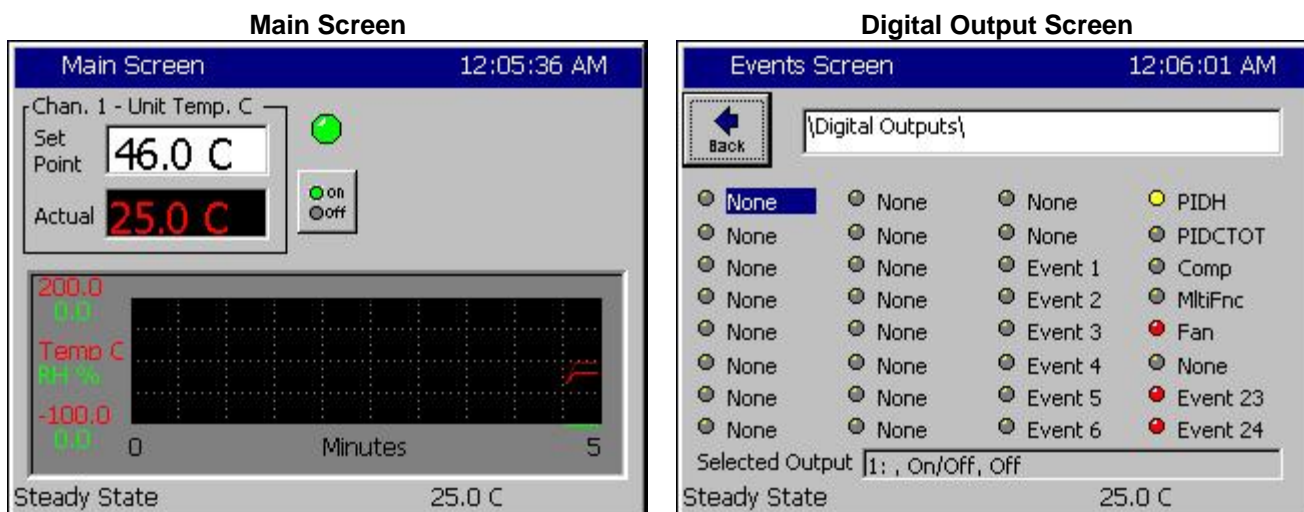 Main Screen
Main Screen 12:05:36 AM
Chan. 1 - Unit Temp. C
Set
Point
46.0 C
on
Off
Actual
25.0 C
200.0
0.0
Temp C
RH %
-100.0
0.0
0 Minutes 5
Steady State 25.0 C
Digital Output Screen
Events Screen 12:06:01 AM
Back
\Digital Outputs\
None None None PIDH
None None None PIDCTOT
None None Event 1 Comp
None None Event 2 MltiFnc
None None Event 3 Fan
None None Event 4 None
None None Event 5 Event 23
None None Event 6 Event 24
Selected Output 1: , On/Off, Off
Steady State 25.0 C